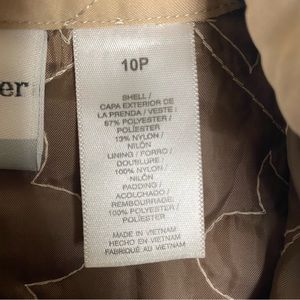 er
10P
SHELL /
CAPA EXTERIOR DE
LA PRENDA / VESTE :
87% POLYESTER /
POLIÉSTER
13% NYLON /
NILÓN
LINING / FORRO /
DOUBLURE :
100% NYLON /
NILÓN
PADDING /
ACOLCHADO /
REMBOURRAGE:
100% POLYESTER /
POLIÉSTER
MADE IN VIETNAM
HECHO EN VIETNAM
FABRIQUÉ AU VIETNAM